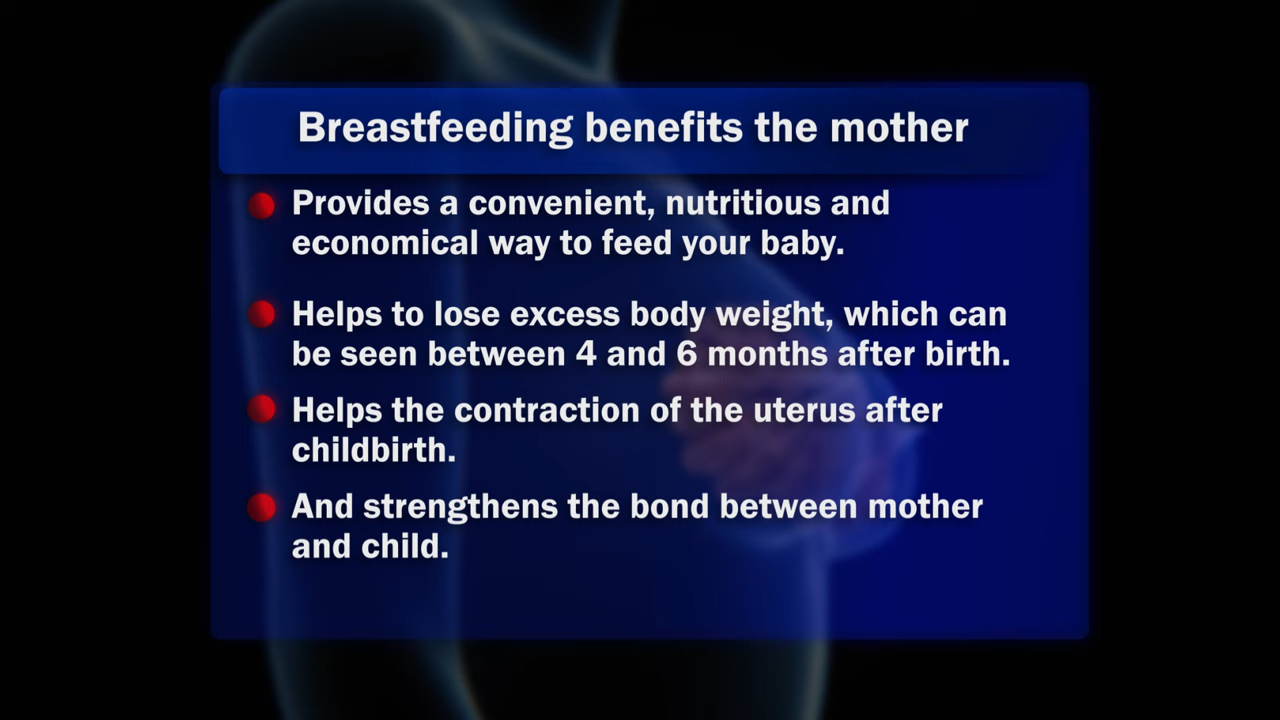 Breastfeeding benefits the mother
Provides a convenient, nutritious and
economical way to feed your baby.
Helps to lose excess body weight, which can
be seen between 4 and 6 months after birth.
Helps the contraction of the uterus after
childbirth.
And strengthens the bond between mother
and child.